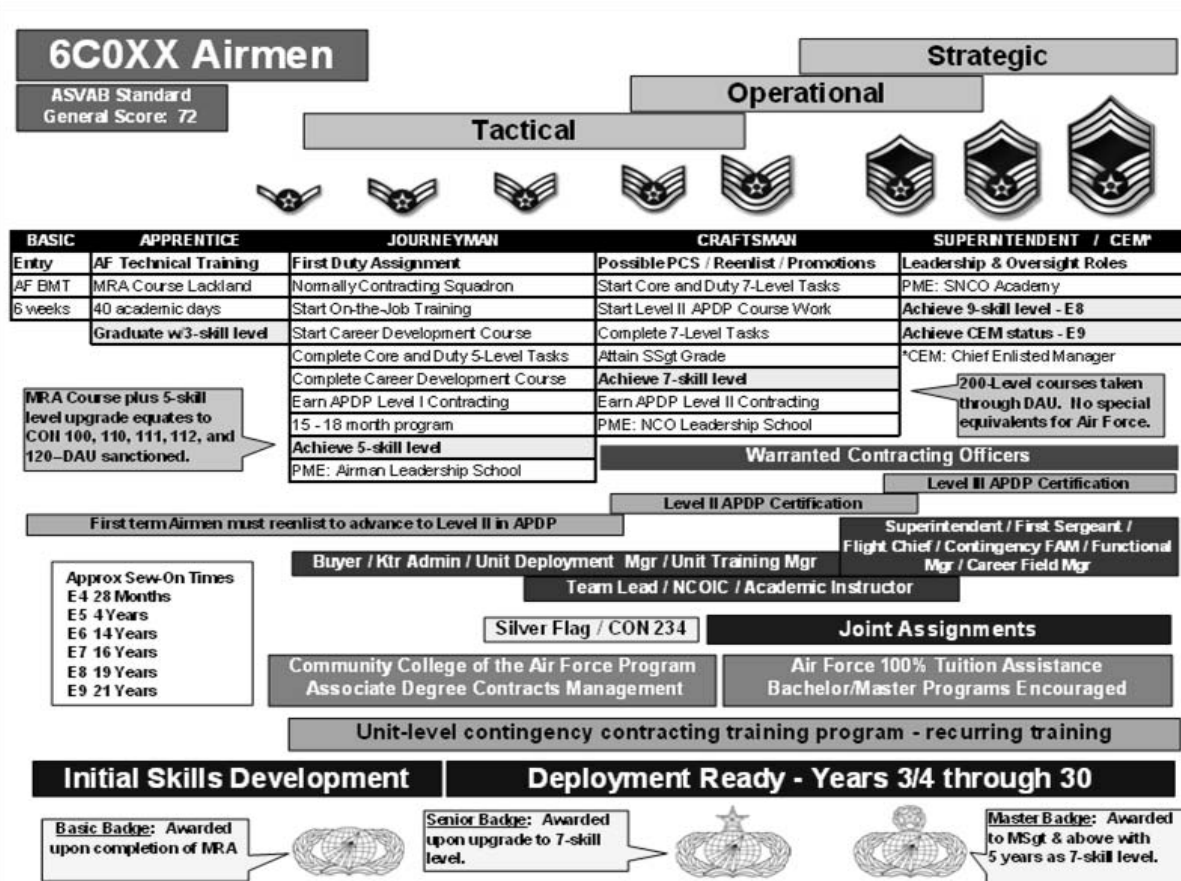 6C0XX Airmen
ASVAB Standard
General Score: 72
Strategic
Operational
Tactical
BASIC APPRENTICE JOURNEYMAN CRAFTSMAN SUPERINTENDENT / CEM*
Entry AF Technical Training First Duty Assignment Possible PCS / Reenlist / Promotions Leadership & Oversight Roles
AF BMT MRA Course Lackland Normally Contracting Squadron Start Core and Duty 7-Level Tasks PME: SNCO Academy
6 weeks 40 academic days Start On-the-Job Training Start Level II APDP Course Work Achieve 9-skill level - E8
Graduate w/3-skill level Start Career Development Course Complete 7-Level Tasks Achieve CEM status - E9
Complete Core and Duty 5-Level Tasks Attain SSgt Grade *CEM: Chief Enlisted Manager
Complete Career Development Course Achieve 7-skill level
Earn APDP Level I Contracting Earn APDP Level II Contracting
15 - 18 month program PME: NCO Leadership School
Achieve 5-skill level
PME: Airman Leadership School
MRA Course plus 5-skill
level upgrade equates to
CON 100, 110, 111, 112, and
120–DAU sanctioned.
200-Level courses taken
through DAU. No special
equivalents for Air Force.
Warranted Contracting Officers
Level III APDP Certification
Level II APDP Certification
First term Airmen must reenlist to advance to Level II in APDP
Superintendent / First Sergeant /
Flight Chief / Contingency FAM / Functional
Mgr / Career Field Mgr
Buyer / Ktr Admin / Unit Deployment Mgr / Unit Training Mgr
Team Lead / NCOIC / Academic Instructor
Approx Sew-On Times
E4 28 Months
E5 4 Years
E6 14 Years
E7 16 Years
E8 19 Years
E9 21 Years
Silver Flag / CON 234
Joint Assignments
Community College of the Air Force Program
Associate Degree Contracts Management
Air Force 100% Tuition Assistance
Bachelor/Master Programs Encouraged
Unit-level contingency contracting training program - recurring training
Initial Skills Development
Deployment Ready - Years 3/4 through 30
Basic Badge: Awarded
upon completion of MRA
Senior Badge: Awarded
upon upgrade to 7-skill
level.
Master Badge: Awarded
to MSgt & above with
5 years as 7-skill level.